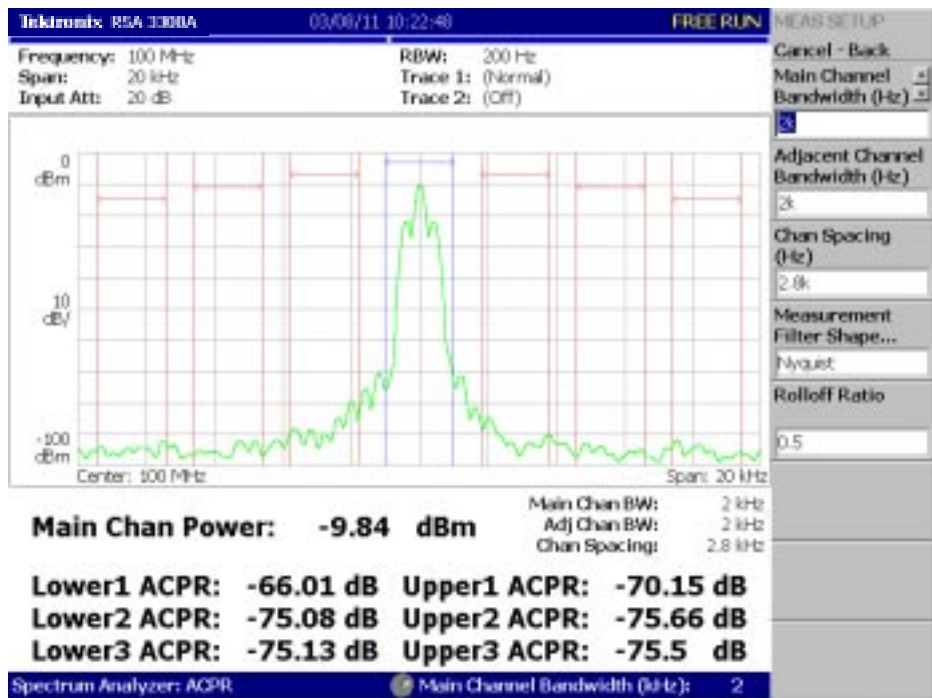 Tektronix RSA 3308A 03/08/11 10:22:48 FREE RUN MEAS SETUP
Frequency: 100 MHz RBW: 200 Hz
Span: 20 kHz Trace 1: (Normal)
Input Att: 20 dB Trace 2: (Off)
Cancel - Back
Main Channel
Bandwidth (Hz)
2k
Adjacent Channel
Bandwidth (Hz)
2k
Chan Spacing
(Hz)
2.8k
Measurement
Filter Shape...
Nyquist
Rolloff Ratio
0.5
0
dBm
10
dB/
-100
dBm
Center: 100 MHz Span: 20 kHz
Main Chan Power: -9.84 dBm
Main Chan BW: 2 kHz
Adj Chan BW: 2 kHz
Chan Spacing: 2.8 kHz
Lower1 ACPR: -66.01 dB Upper1 ACPR: -70.15 dB
Lower2 ACPR: -75.08 dB Upper2 ACPR: -75.66 dB
Lower3 ACPR: -75.13 dB Upper3 ACPR: -75.5 dB
Spectrum Analyzer: ACPR Main Channel Bandwidth (kHz): 2